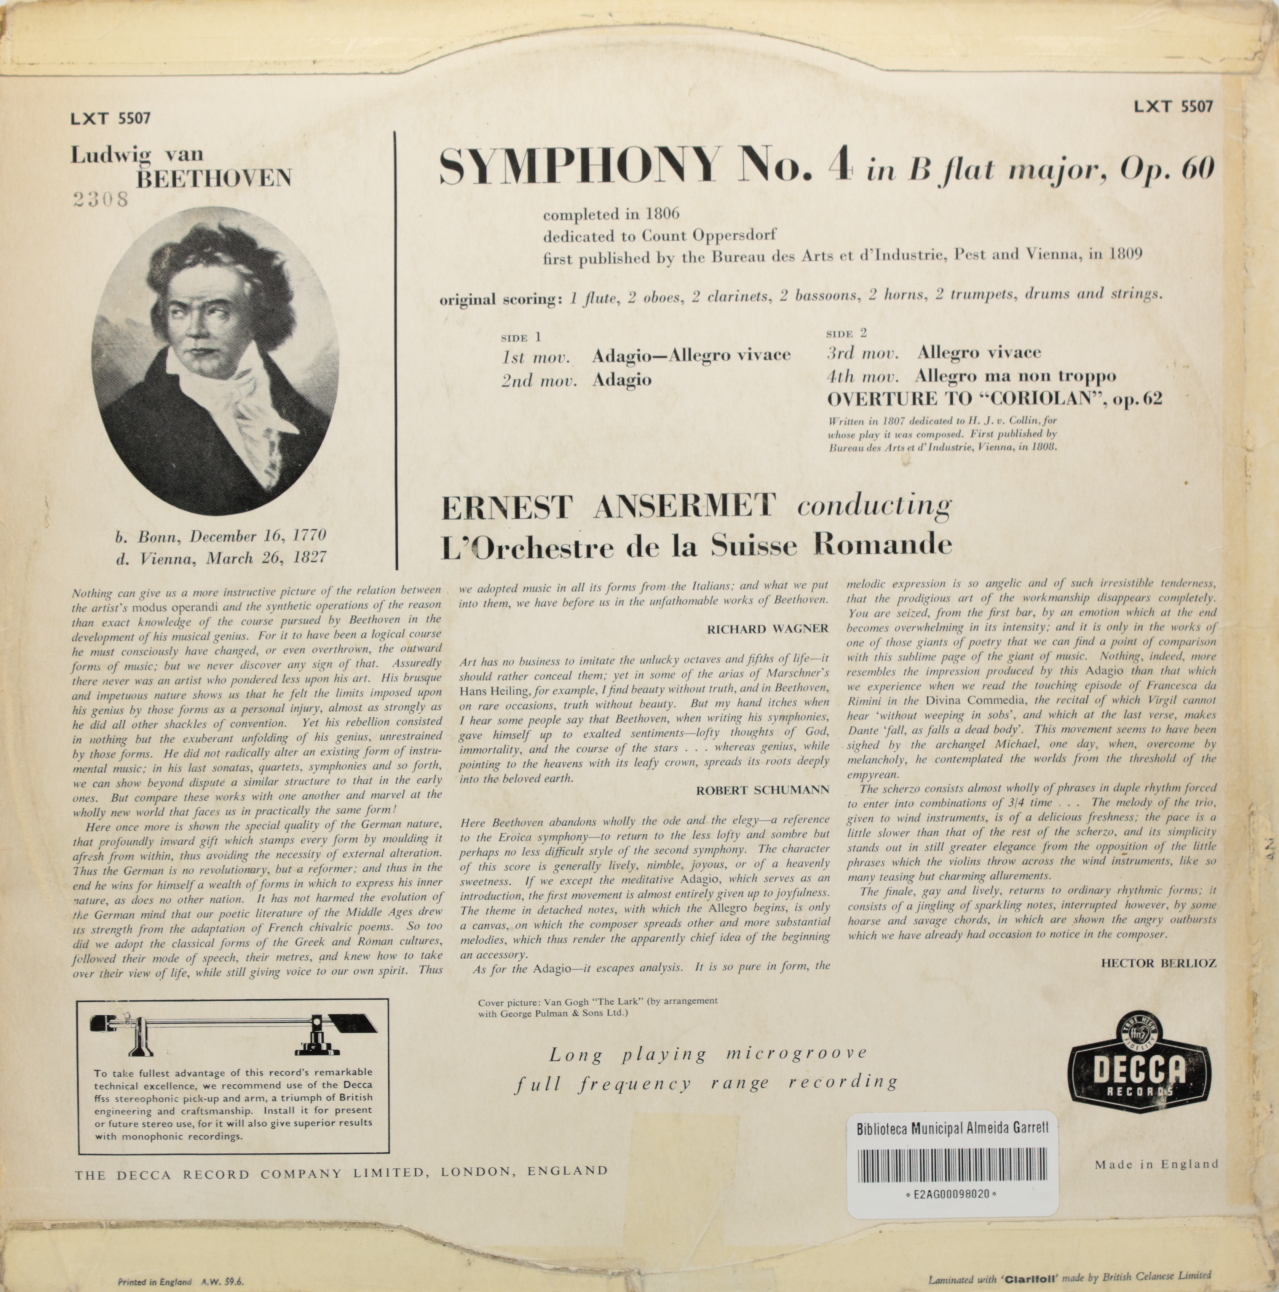 LXT 5507
LXT 5507
Ludwig van
BEETHOVEN
2308
b. Bonn, December 16, 1770
d. Vienna, March 26, 1827
SYMPHONY No. 4 in B flat major, Op. 60
completed in 1806
dedicated to Count Oppersdorf
first published by the Bureau des Arts et d'Industrie, Pest and Vienna, in 1809
original scoring: 1 flute, 2 oboes, 2 clarinets, 2 bassoons, 2 horns, 2 trumpets, drums and strings.
SIDE 1
1st mov. Adagio—Allegro vivace
2nd mov. Adagio
SIDE 2
3rd mov. Allegro vivace
4th mov. Allegro ma non troppo
OVERTURE TO “CORIOLAN”, op. 62
Written in 1807 dedicated to H. J. v. Collin, for
whose play it was composed. First published by
Bureau des Arts et d'Industrie, Vienna, in 1808.
ERNEST ANSERMET conducting
L'Orchestre de la Suisse Romande
Nothing can give us a more instructive picture of the relation between
the artist's modus operandi and the synthetic operations of the reason
than exact knowledge of the course pursued by Beethoven in the
development of his musical genius. For it to have been a logical course
he must consciously have changed, or even overthrown, the outward
forms of music; but we never discover any sign of that. Assuredly
there never was an artist who pondered less upon his art. His brusque
and impetuous nature shows us that he felt the limits imposed upon
his genius by those forms as a personal injury, almost as strongly as
he did all other shackles of convention. Yet his rebellion consisted
in nothing but the exuberant unfolding of his genius, unrestrained
by those forms. He did not radically alter an existing form of instru-
mental music; in his last sonatas, quartets, symphonies and so forth,
we can show beyond dispute a similar structure to that in the early
ones. But compare these works with one another and marvel at the
wholly new world that faces us in practically the same form!
Here once more is shown the special quality of the German nature,
that profoundly inward gift which stamps every form by moulding it
afresh from within, thus avoiding the necessity of external alteration.
Thus the German is no revolutionary, but a reformer; and thus in the
end he wins for himself a wealth of forms in which to express his inner
nature, as does no other nation. It has not harmed the evolution of
the German mind that our poetic literature of the Middle Ages drew
its strength from the adaptation of French chivalric poems. So too
did we adopt the classical forms of the Greek and Roman cultures,
followed their mode of speech, their metres, and knew how to take
over their view of life, while still giving voice to our own spirit. Thus
we adopted music in all its forms from the Italians; and what we put
into them, we have before us in the unfathomable works of Beethoven.
RICHARD WAGNER
Art has no business to imitate the unlucky octaves and fifths of life—it
should rather conceal them; yet in some of the arias of Marschner's
Hans Heiling, for example, I find beauty without truth, and in Beethoven,
on rare occasions, truth without beauty. But my hand itches when
I hear some people say that Beethoven, when writing his symphonies,
gave himself up to exalted sentiments—lofty thoughts of God,
immortality, and the course of the stars . . . whereas genius, while
pointing to the heavens with its leafy crown, spreads its roots deeply
into the beloved earth.
ROBERT SCHUMANN
Here Beethoven abandons wholly the ode and the elegy—a reference
to the Eroica symphony—to return to the less lofty and sombre but
perhaps no less difficult style of the second symphony. The character
of this score is generally lively, nimble, joyous, or of a heavenly
sweetness. If we except the meditative Adagio, which serves as an
introduction, the first movement is almost entirely given up to joyfulness.
The theme in detached notes, with which the Allegro begins, is only
a canvas, on which the composer spreads other and more substantial
melodies, which thus render the apparently chief idea of the beginning
an accessory.
As for the Adagio—it escapes analysis. It is so pure in form, the
melodic expression is so angelic and of such irresistible tenderness,
that the prodigious art of the workmanship disappears completely.
You are seized, from the first bar, by an emotion which at the end
becomes overwhelming in its intensity; and it is only in the works of
one of those giants of poetry that we can find a point of comparison
with this sublime page of the giant of music. Nothing, indeed, more
resembles the impression produced by this Adagio than that which
we experience when we read the touching episode of Francesca da
Rimini in the Divina Commedia, the recital of which Virgil cannot
hear ‘without weeping in sobs’, and which at the last verse, makes
Dante ‘fall, as falls a dead body’. This movement seems to have been
sighed by the archangel Michael, one day, when, overcome by
melancholy, he contemplated the worlds from the threshold of the
empyrean.
The scherzo consists almost wholly of phrases in duple rhythm forced
to enter into combinations of 3/4 time . . . The melody of the trio,
given to wind instruments, is of a delicious freshness; the pace is a
little slower than that of the rest of the scherzo, and its simplicity
stands out in still greater elegance from the opposition of the little
phrases which the violins throw across the wind instruments, like so
many teasing but charming allurements.
The finale, gay and lively, returns to ordinary rhythmic forms; it
consists of a jingling of sparkling notes, interrupted however, by some
hoarse and savage chords, in which are shown the angry outbursts
which we have already had occasion to notice in the composer.
HECTOR BERLIOZ
Cover picture: Van Gogh “The Lark” (by arrangement
with George Pulman & Sons Ltd.)
To take fullest advantage of this record's remarkable
technical excellence, we recommend use of the Decca
ffss stereophonic pick-up and arm, a triumph of British
engineering and craftsmanship. Install it for present
or future stereo use, for it will also give superior results
with monophonic recordings.
Long playing microgroove
full frequency range recording
ffrr
DECCA
RECORDS
Biblioteca Municipal Almeida Garrett
*E2AG00098020*
Made in England
THE DECCA RECORD COMPANY LIMITED, LONDON, ENGLAND
Printed in England A.W. 59.6.
Laminated with ‘Clarifoil’ made by British Celanese Limited